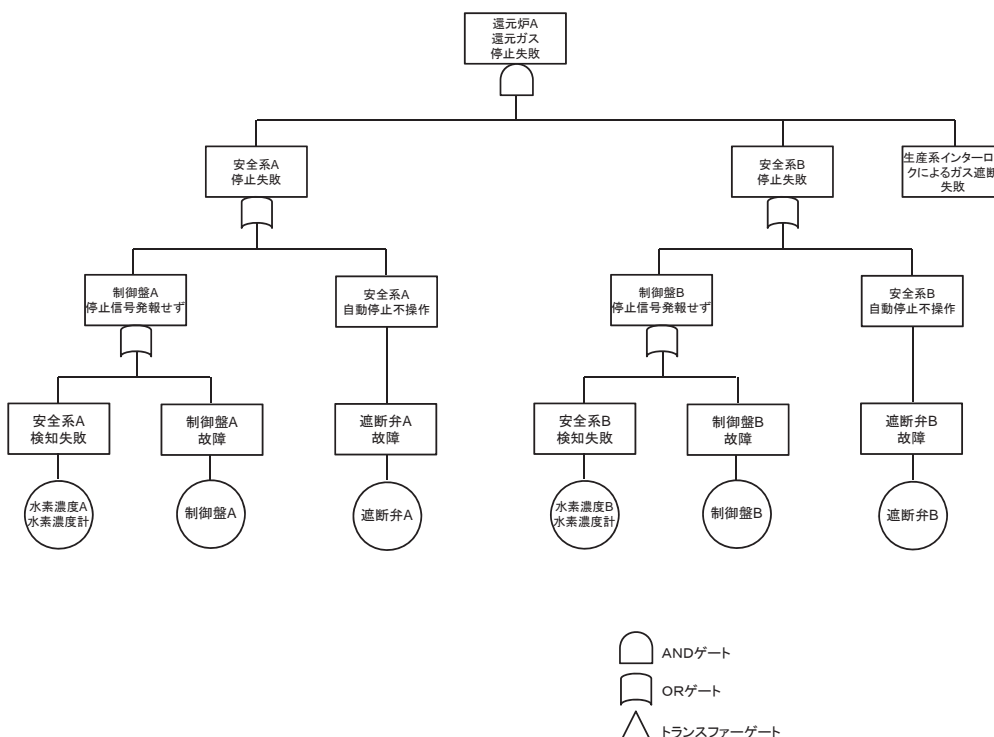 還元炉A
還元ガス
停止失敗
安全系A
停止失敗
安全系B
停止失敗
生産系インターロ
クによるガス遮断
失敗
制御盤A
停止信号発報せず
安全系A
自動停止不操作
制御盤B
停止信号発報せず
安全系B
自動停止不操作
安全系A
検知失敗
制御盤A
故障
遮断弁A
故障
安全系B
検知失敗
制御盤B
故障
遮断弁B
故障
水素濃度A
水素濃度計
制御盤A
遮断弁A
水素濃度B
水素濃度計
制御盤B
遮断弁B
ANDゲート
ORゲート
トランスファーゲート